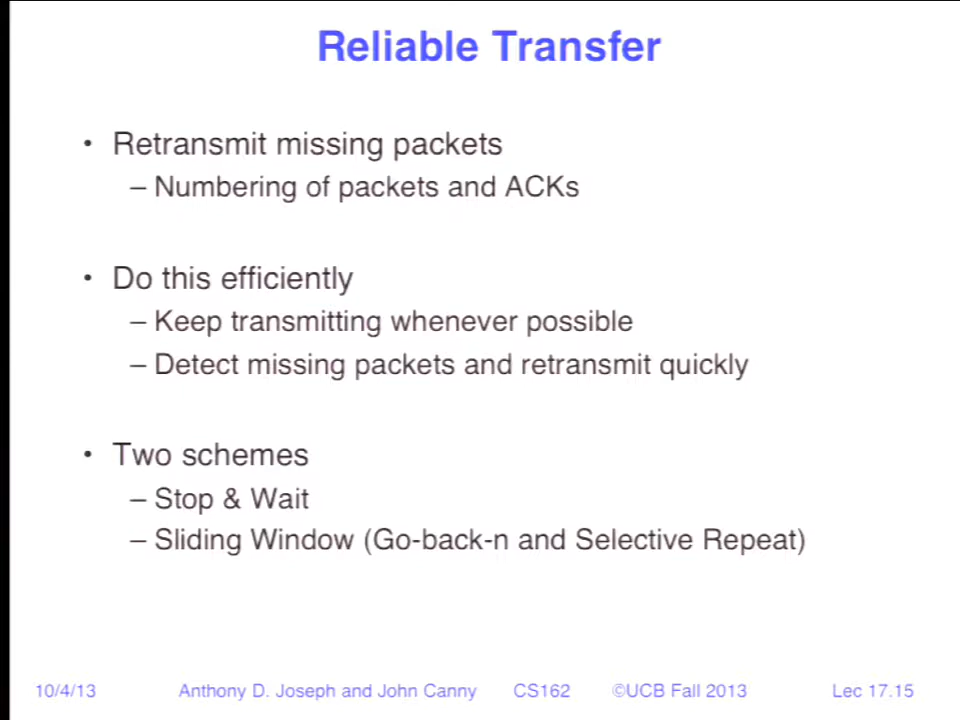 Reliable Transfer
• Retransmit missing packets
– Numbering of packets and ACKs
• Do this efficiently
– Keep transmitting whenever possible
– Detect missing packets and retransmit quickly
• Two schemes
– Stop & Wait
– Sliding Window (Go-back-n and Selective Repeat)
10/4/13 Anthony D. Joseph and John Canny CS162 ©UCB Fall 2013 Lec 17.15